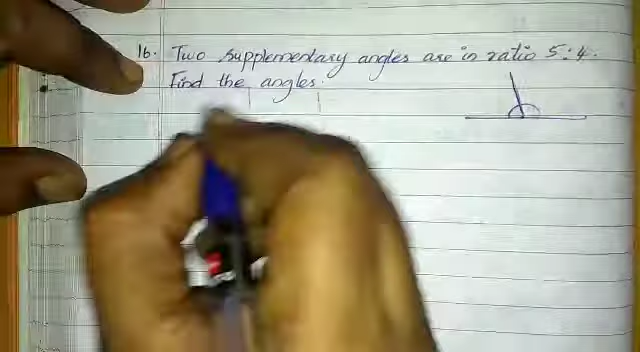 16. Two supplementary angles are in ratio 5:4.
Find the angles.